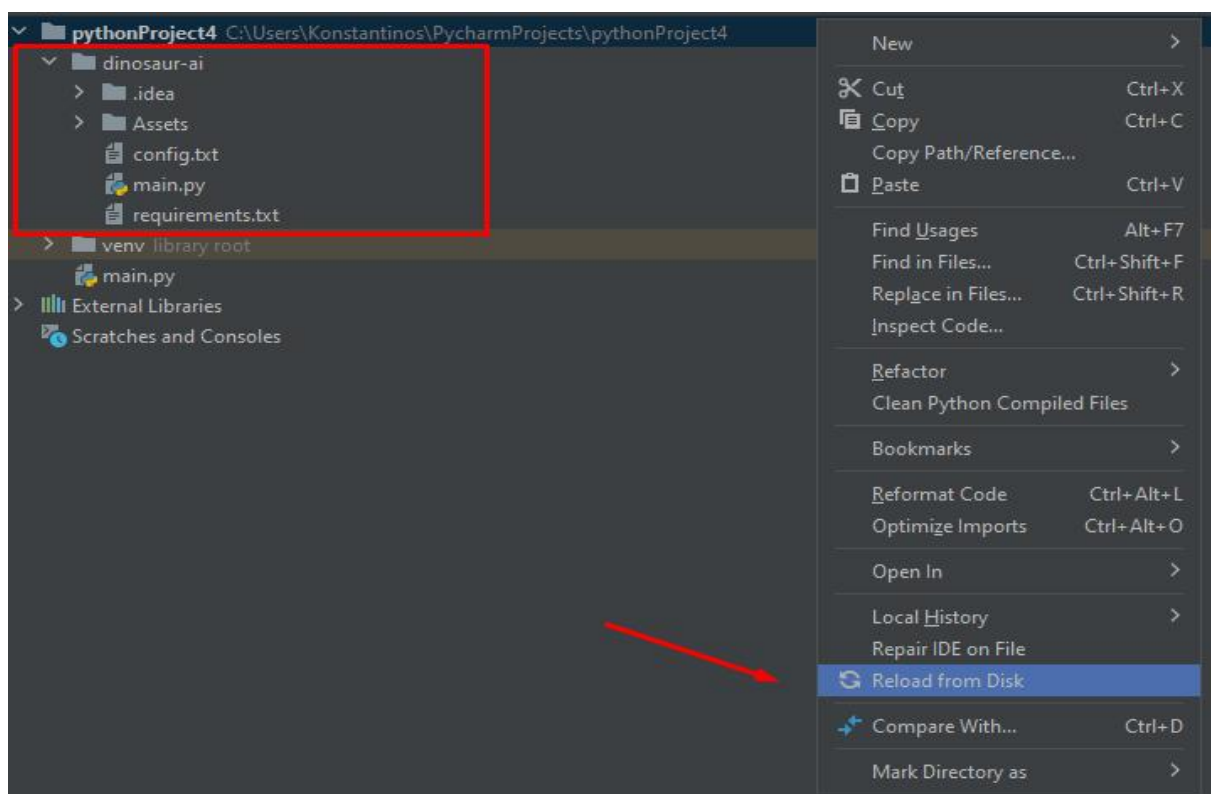 pythonProject4 C:\Users\Konstantinos\PycharmProjects\pythonProject4
dinosaur-ai
.idea
Assets
config.txt
main.py
requirements.txt
venv library root
main.py
External Libraries
Scratches and Consoles
New
Cut Ctrl+X
Copy Ctrl+C
Copy Path/Reference...
Paste Ctrl+V
Find Usages Alt+F7
Find in Files... Ctrl+Shift+F
Replace in Files... Ctrl+Shift+R
Inspect Code...
Refactor
Clean Python Compiled Files
Bookmarks
Reformat Code Ctrl+Alt+L
Optimize Imports Ctrl+Alt+O
Open In
Local History
Repair IDE on File
Reload from Disk
Compare With... Ctrl+D
Mark Directory as